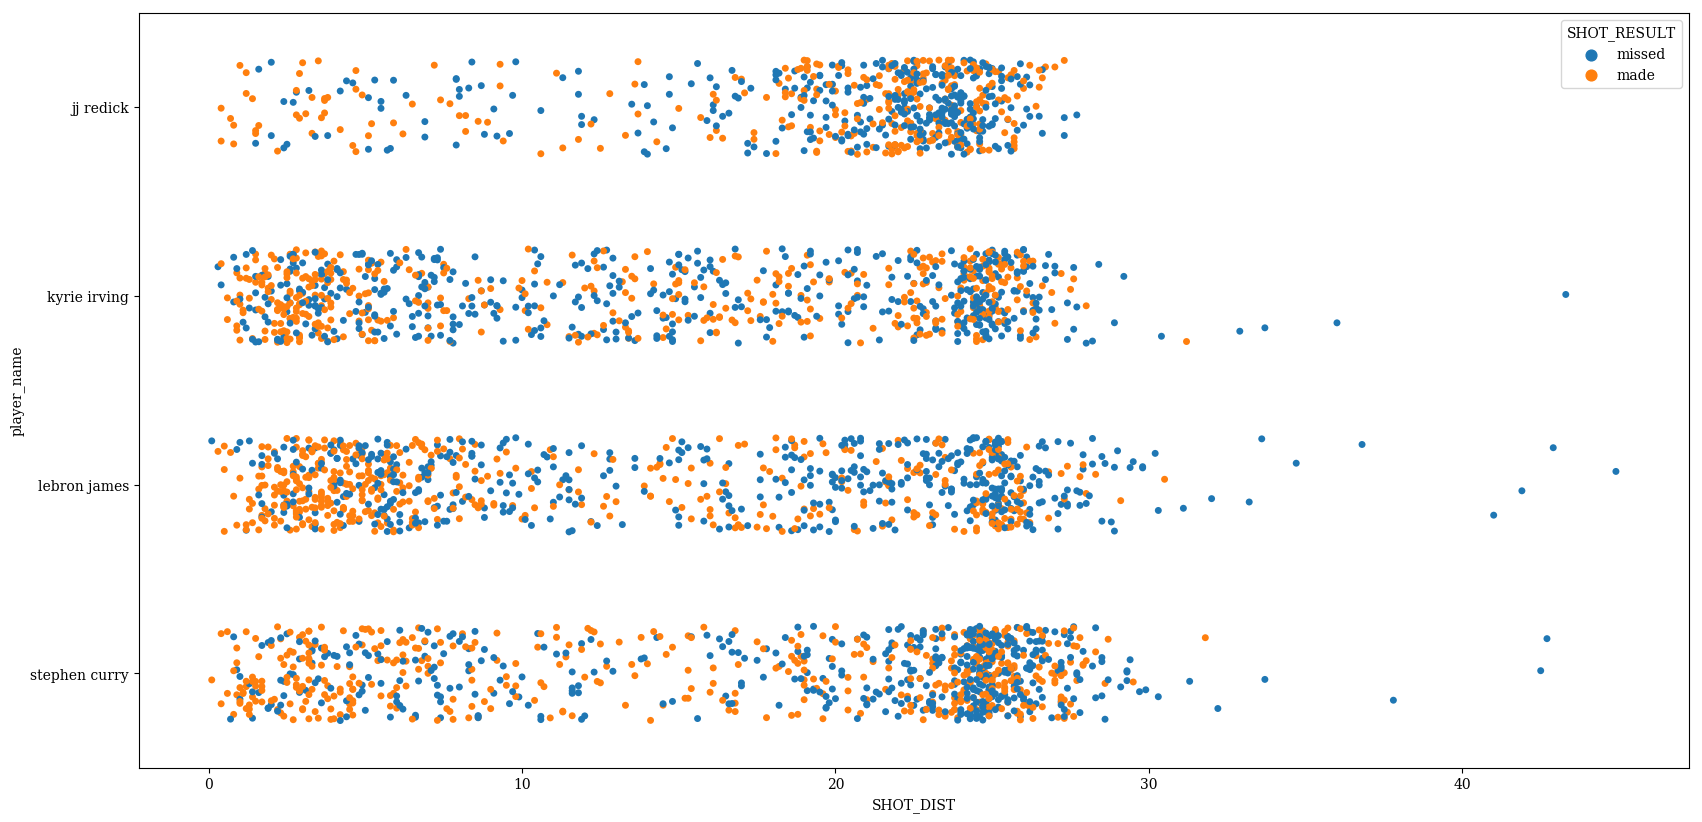 SHOT_RESULT
missed
made
jj redick
kyrie irving
lebron james
stephen curry
player_name
0 10 20 30 40
SHOT_DIST